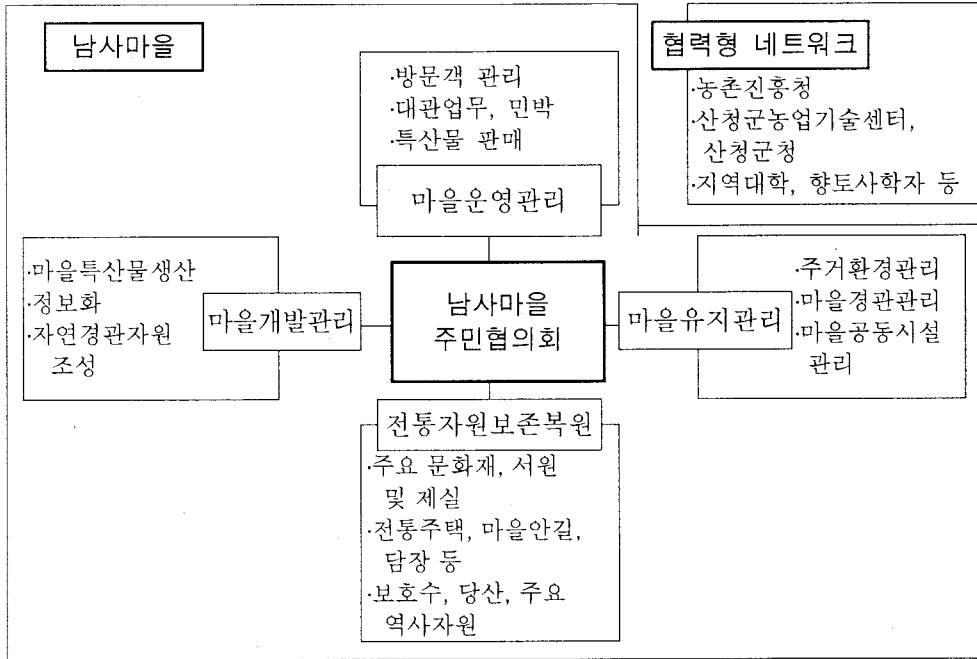 남사마을
협력형 네트워크
·농촌진흥청
·산청군농업기술센터,
산청군청
·지역대학, 향토사학자 등
·방문객 관리
·대관업무, 민박
·특산물 판매
마을운영관리
·마을특산물생산
·정보화
·자연경관자원
조성
마을개발관리
남사마을
주민협의회
마을유지관리
·주거환경관리
·마을경관관리
·마을공동시설
관리
전통자원보존복원
·주요 문화재, 서원
및 제실
·전통주택, 마을안길,
담장 등
·보호수, 당산, 주요
역사자원